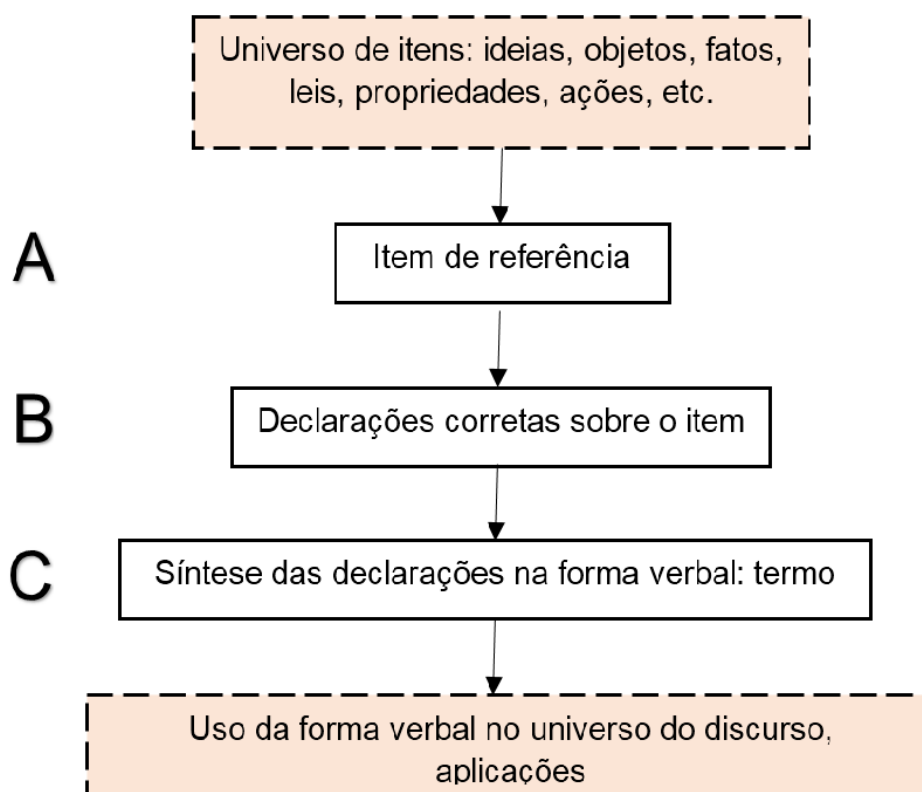 Universo de itens: ideias, objetos, fatos,
leis, propriedades, ações, etc.
A
Item de referência
B
Declarações corretas sobre o item
C
Síntese das declarações na forma verbal: termo
Uso da forma verbal no universo do discurso,
aplicações